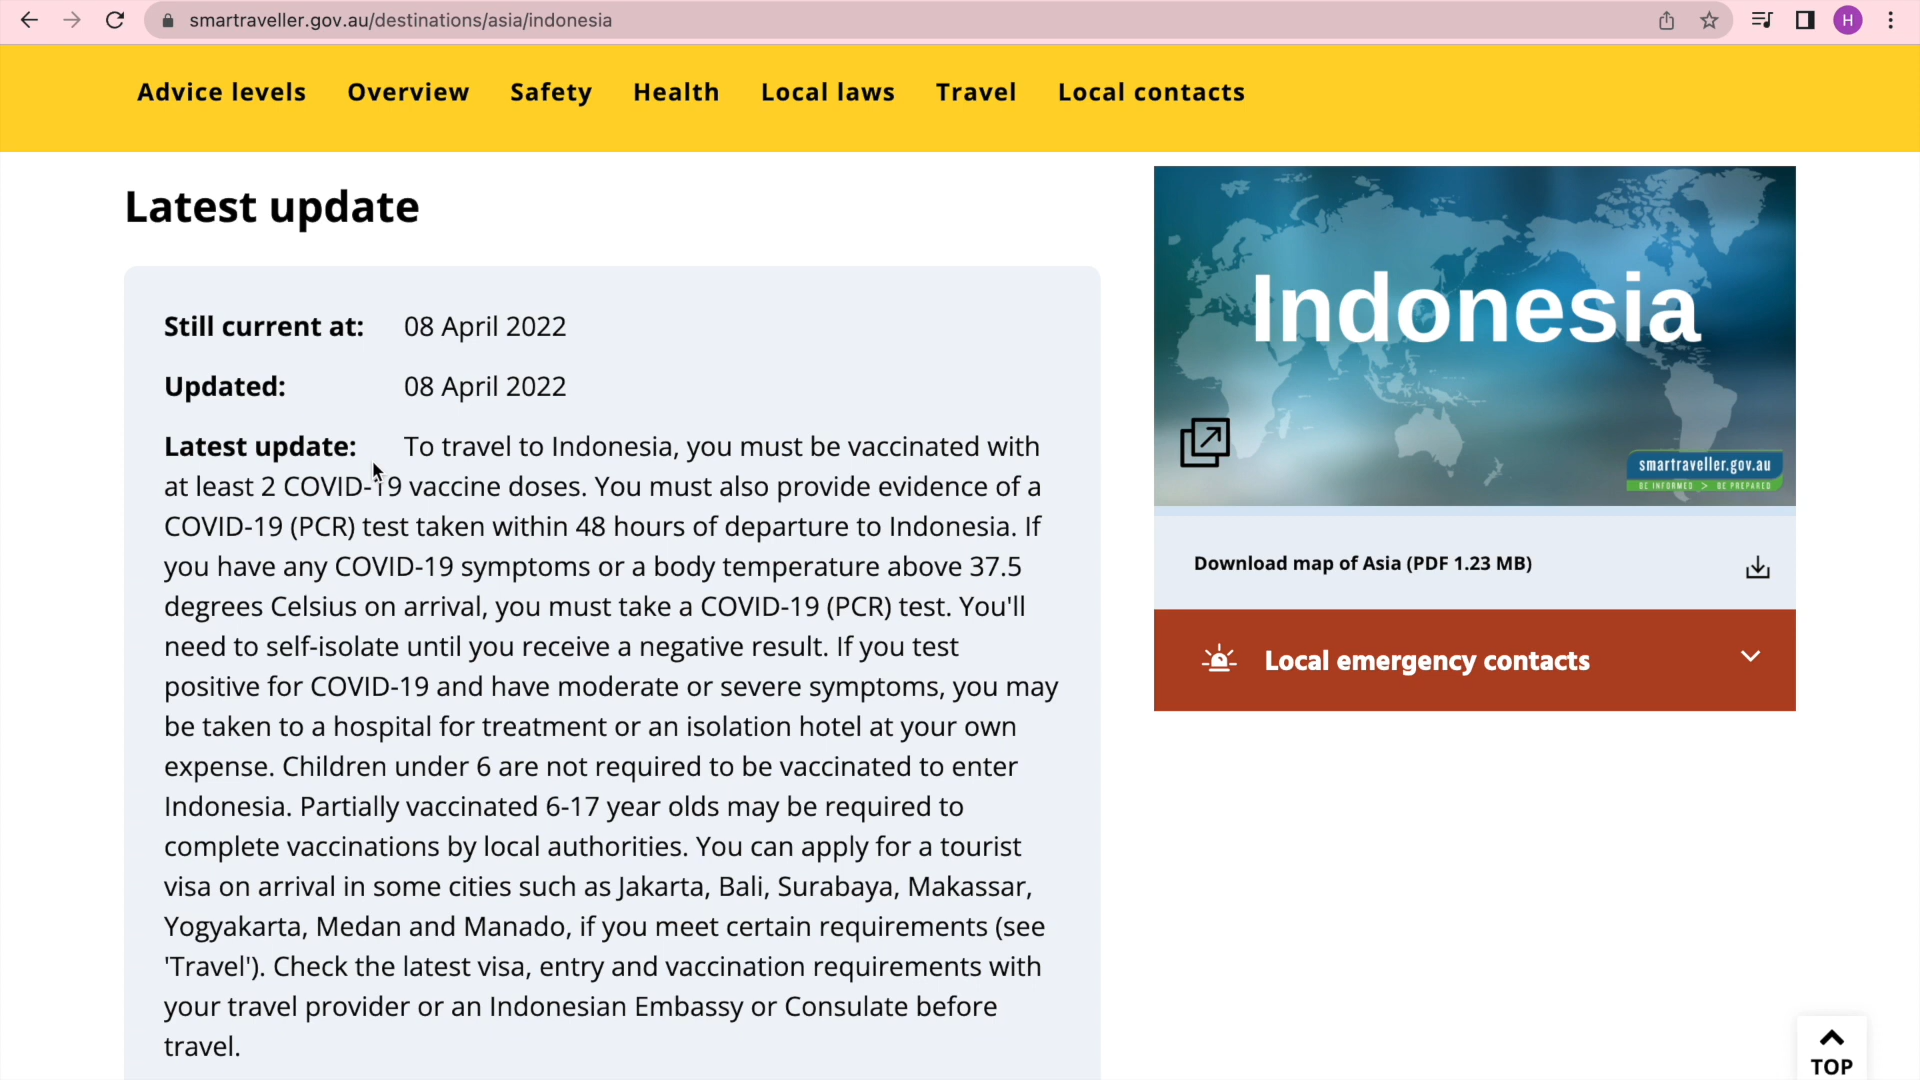 smartraveller.gov.au/destinations/asia/indonesia
H
Advice levels Overview Safety Health Local laws Travel Local contacts
Latest update
Still current at: 08 April 2022
Updated: 08 April 2022
Latest update: To travel to Indonesia, you must be vaccinated with
at least 2 COVID-19 vaccine doses. You must also provide evidence of a
COVID-19 (PCR) test taken within 48 hours of departure to Indonesia. If
you have any COVID-19 symptoms or a body temperature above 37.5
degrees Celsius on arrival, you must take a COVID-19 (PCR) test. You'll
need to self-isolate until you receive a negative result. If you test
positive for COVID-19 and have moderate or severe symptoms, you may
be taken to a hospital for treatment or an isolation hotel at your own
expense. Children under 6 are not required to be vaccinated to enter
Indonesia. Partially vaccinated 6-17 year olds may be required to
complete vaccinations by local authorities. You can apply for a tourist
visa on arrival in some cities such as Jakarta, Bali, Surabaya, Makassar,
Yogyakarta, Medan and Manado, if you meet certain requirements (see
'Travel'). Check the latest visa, entry and vaccination requirements with
your travel provider or an Indonesian Embassy or Consulate before
travel.
Indonesia
smartraveller.gov.au
BE INFORMED > BE PREPARED
Download map of Asia (PDF 1.23 MB)
Local emergency contacts
TOP